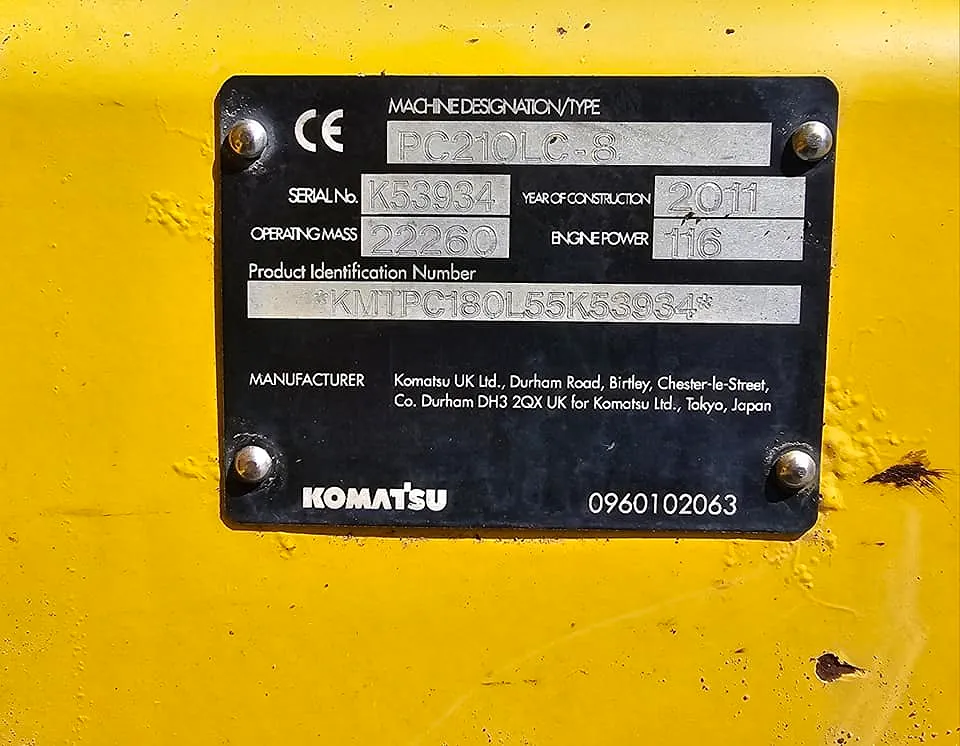 CE MACHINE DESIGNATION/TYPE
PC210LC-8
SERIAL No. K53934 YEAR OF CONSTRUCTION 2011
OPERATING MASS 22260 ENGINE POWER 116
Product Identification Number
*KMTPC180L55K53934*
MANUFACTURER Komatsu UK Ltd., Durham Road, Birtley, Chester-le-Street,
Co. Durham DH3 2QX UK for Komatsu Ltd., Tokyo, Japan
KOMATSU 0960102063